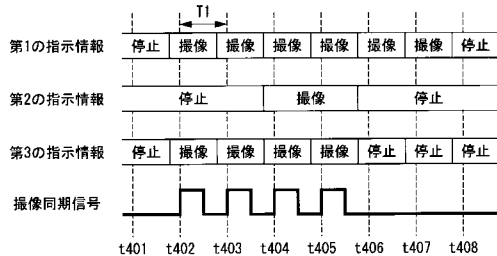 T1
第1の指示情報 停止 撮像 撮像 撮像 撮像 撮像 撮像 停止
第2の指示情報 停止 撮像 停止
第3の指示情報 停止 撮像 撮像 撮像 撮像 停止 停止 停止
撮像同期信号
t401 t402 t403 t404 t405 t406 t407 t408